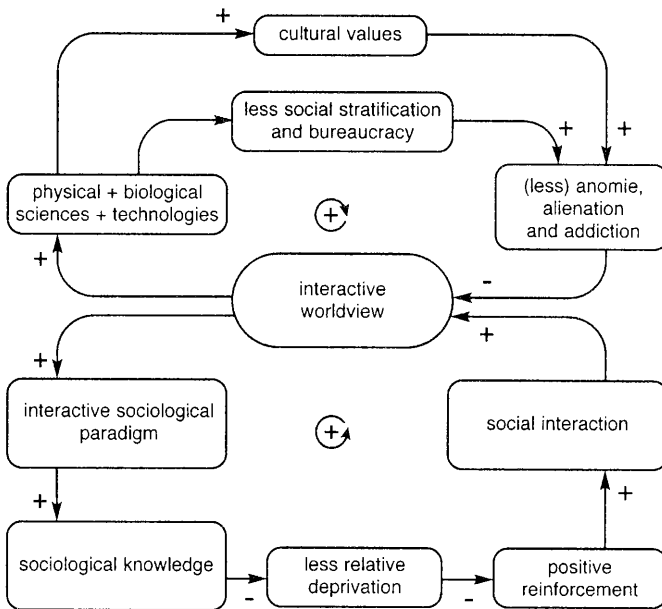 +
cultural values
less social stratification
and bureaucracy
+
+
physical + biological
sciences + technologies
(less) anomie,
alienation
and addiction
+
+
-
interactive
worldview
+
+
interactive sociological
paradigm
+
social interaction
+
+
sociological knowledge
-
less relative
deprivation
-
positive
reinforcement